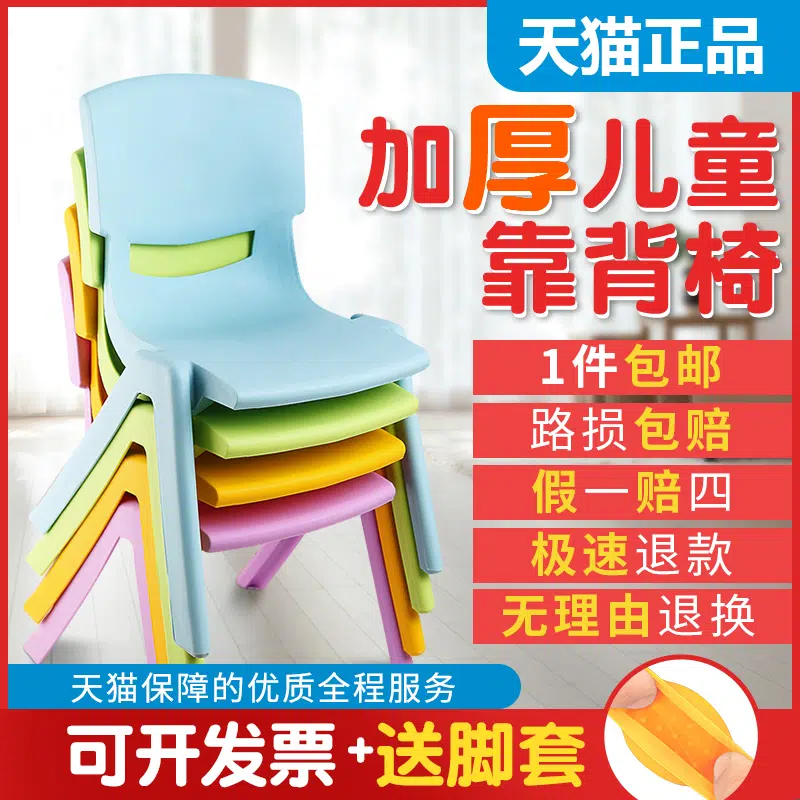 天猫正品
加厚儿童
靠背椅
1件包邮
路损包赔
假一赔四
极速退款
无理由退换
天猫保障的优质全程服务
可开发票+送脚套